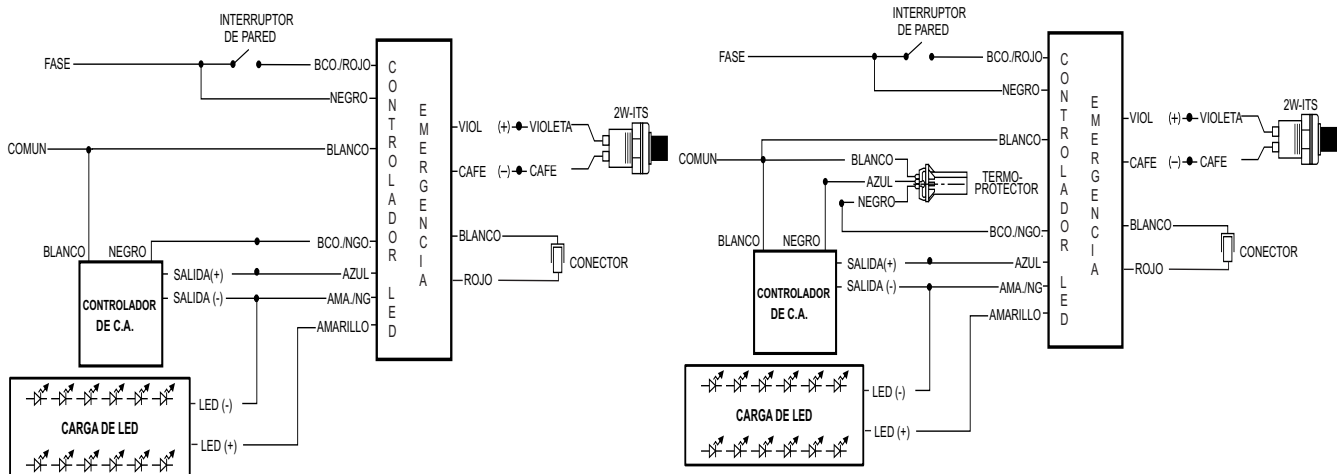 INTERRUPTOR
DE PARED
FASE
BCO./ROJO
NEGRO
COMUN
BLANCO
CONTROLADOR LED
EMERGENCIA
VIOL (+) VIOLETA
CAFE (–) CAFE
2W-ITS
BLANCO
ROJO
CONECTOR
BLANCO
NEGRO
BCO./NGO.
SALIDA(+)
AZUL
SALIDA (-)
AMA./NG
AMARILLO
CONTROLADOR
DE C.A.
LED (-)
CARGA DE LED
LED (+)
INTERRUPTOR
DE PARED
FASE
BCO./ROJO
NEGRO
COMUN
BLANCO
BLANCO
AZUL
NEGRO
TERMO-
PROTECTOR
CONTROLADOR LED
EMERGENCIA
VIOL (+) VIOLETA
CAFE (–) CAFE
2W-ITS
BLANCO
ROJO
CONECTOR
BLANCO
NEGRO
BCO./NGO.
SALIDA(+)
AZUL
SALIDA (-)
AMA./NG
AMARILLO
CONTROLADOR
DE C.A.
LED (-)
CARGA DE LED
LED (+)